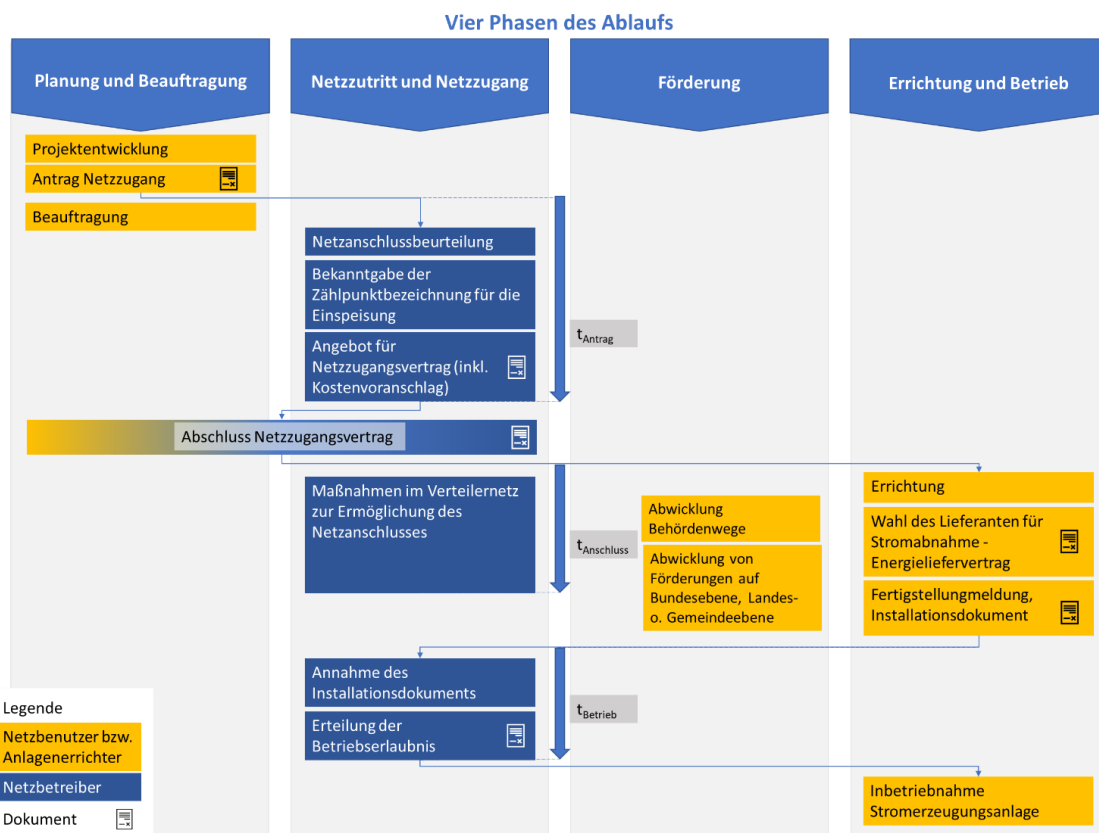 Vier Phasen des Ablaufs
Planung und Beauftragung
Netzzutritt und Netzzugang
Förderung
Errichtung und Betrieb
Projektentwicklung
Antrag Netzzugang
Beauftragung
Netzanschlussbeurteilung
Bekanntgabe der
Zählpunktbezeichnung für die
Einspeisung
Angebot für
Netzzugangsvertrag (inkl.
Kostenvoranschlag)
tAntrag
Abschluss Netzzugangsvertrag
Maßnahmen im Verteilernetz
zur Ermöglichung des
Netzanschlusses
tAnschluss
Abwicklung
Behördenwege
Abwicklung von
Förderungen auf
Bundesebene, Landes-
o. Gemeindeebene
Errichtung
Wahl des Lieferanten für
Stromabnahme -
Energieliefervertrag
Fertigstellungmeldung,
Installationsdokument
Annahme des
Installationsdokuments
Erteilung der
Betriebserlaubnis
tBetrieb
Inbetriebnahme
Stromerzeugungsanlage
Legende
Netzbenutzer bzw.
Anlagenerrichter
Netzbetreiber
Dokument